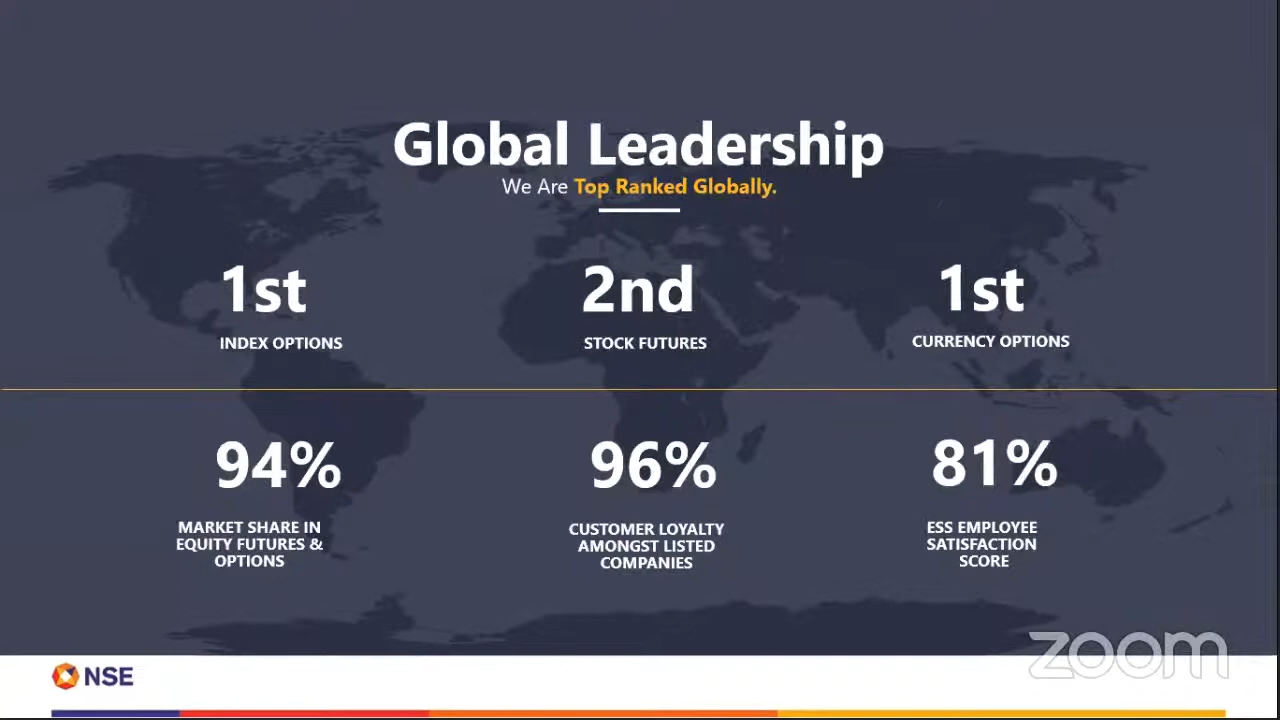 Global Leadership
We Are Top Ranked Globally.
1st
INDEX OPTIONS
2nd
STOCK FUTURES
1st
CURRENCY OPTIONS
94%
MARKET SHARE IN
EQUITY FUTURES &
OPTIONS
96%
CUSTOMER LOYALTY
AMONGST LISTED
COMPANIES
81%
ESS EMPLOYEE
SATISFACTION
SCORE
NSE
zoom